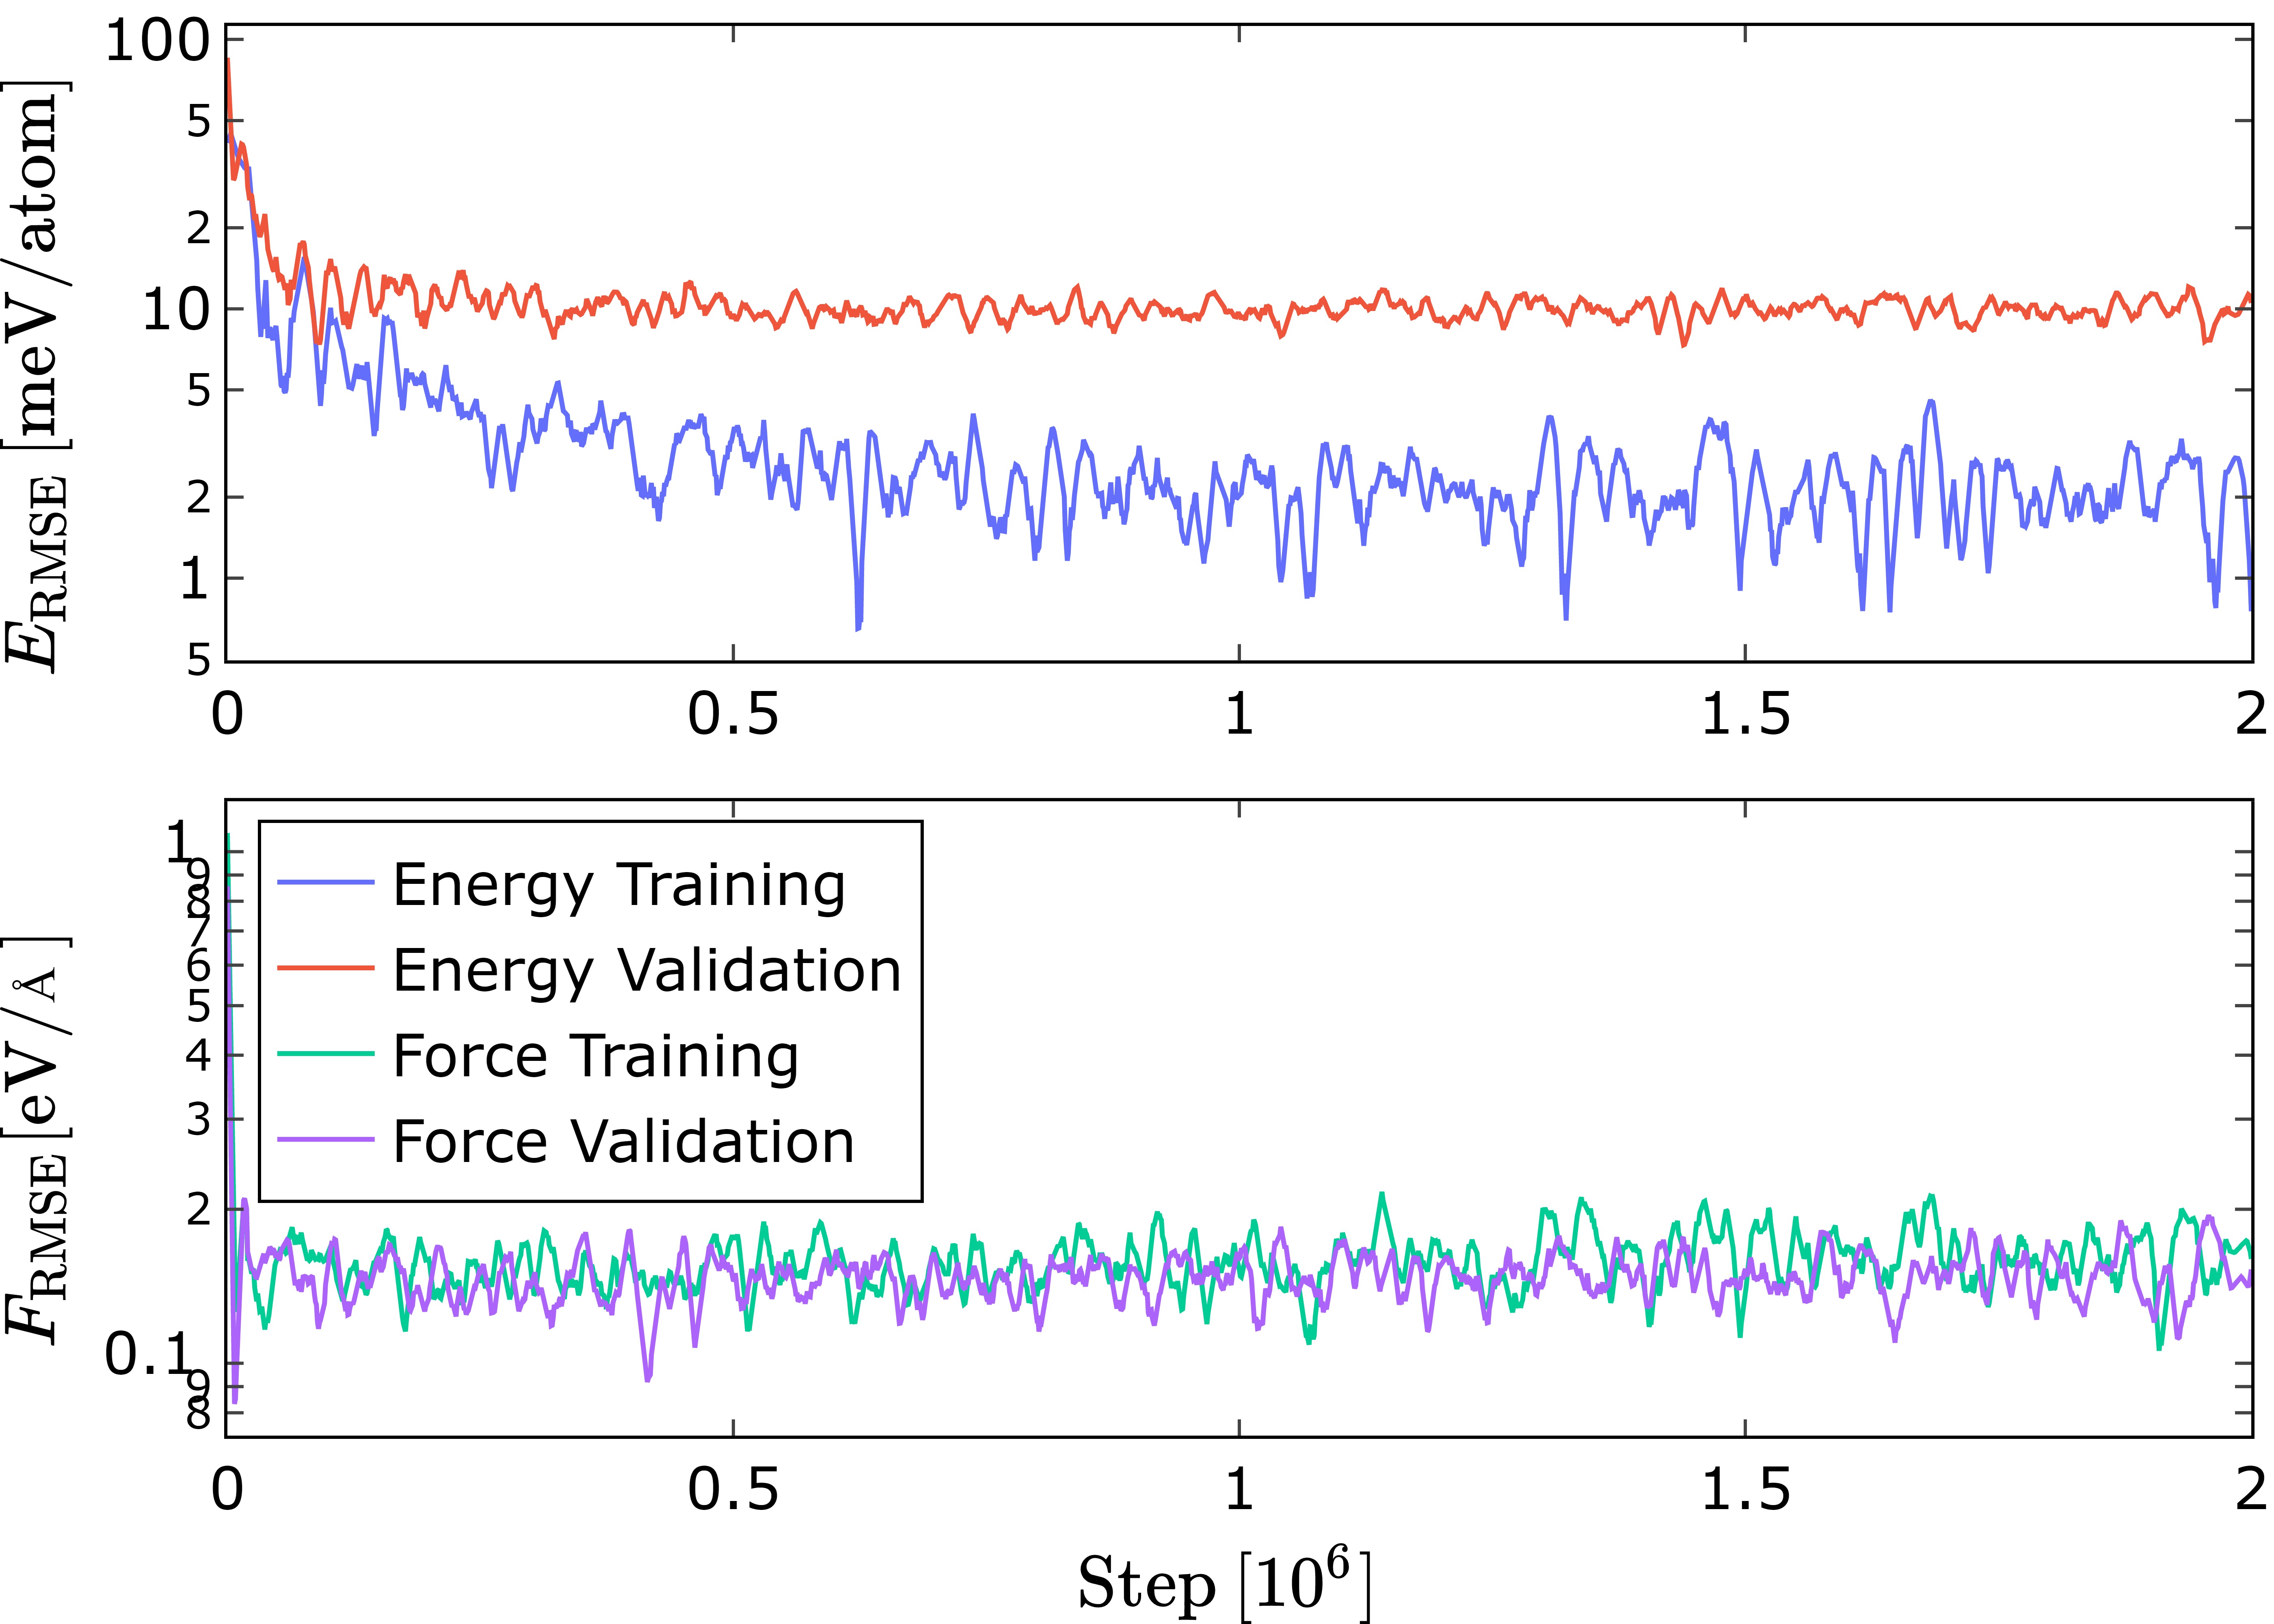 E_RMSE [meV/atom]
100
5
2
10
5
2
1
5
0 0.5 1 1.5 2
F_RMSE [eV/Å]
1
9
8
7
6
5
4
3
2
0.1
9
8
Energy Training
Energy Validation
Force Training
Force Validation
0 0.5 1 1.5 2
Step [10⁶]